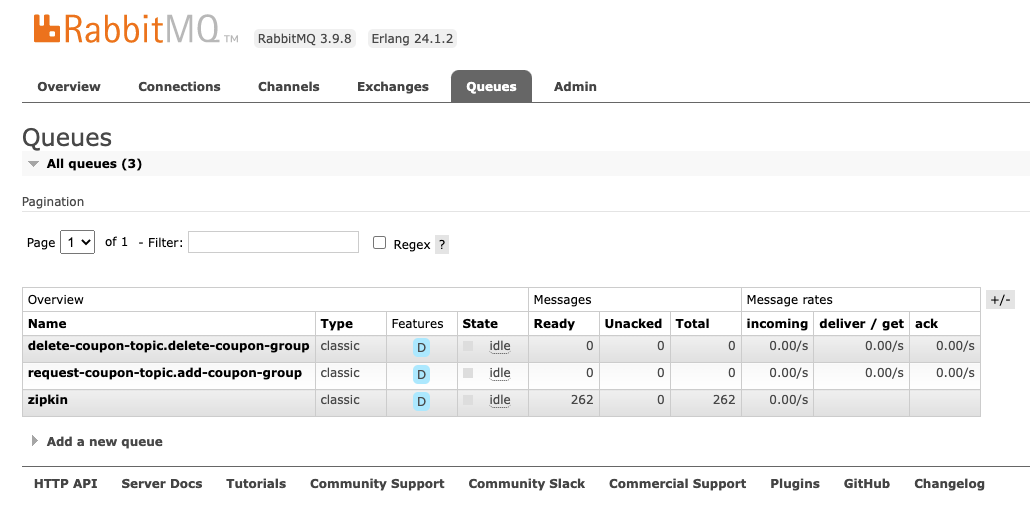 RabbitMQ TM RabbitMQ 3.9.8 Erlang 24.1.2
Overview Connections Channels Exchanges Queues Admin
Queues
All queues (3)
Pagination
Page 1 of 1 - Filter: Regex ?
Overview Messages Message rates +/-
Name Type Features State Ready Unacked Total incoming deliver / get ack
delete-coupon-topic.delete-coupon-group classic D idle 0 0 0 0.00/s 0.00/s 0.00/s
request-coupon-topic.add-coupon-group classic D idle 0 0 0 0.00/s 0.00/s 0.00/s
zipkin classic D idle 262 0 262 0.00/s
Add a new queue
HTTP API Server Docs Tutorials Community Support Community Slack Commercial Support Plugins GitHub Changelog